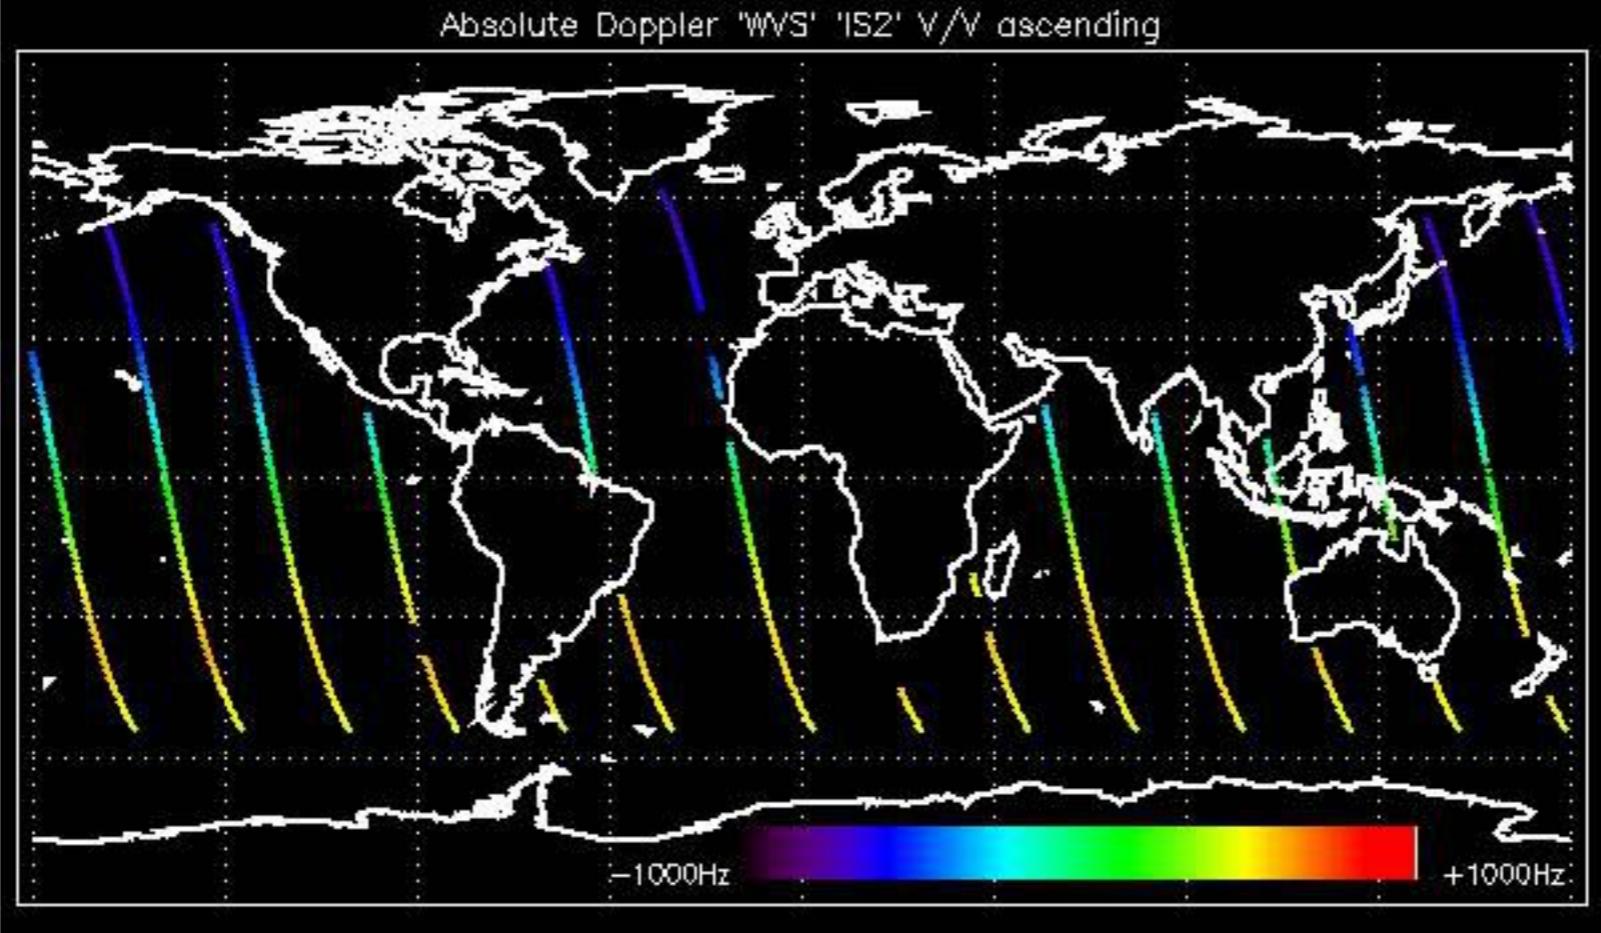 Absolute Doppler 'WVS' 'IS2' V/V ascending
−1000Hz +1000Hz